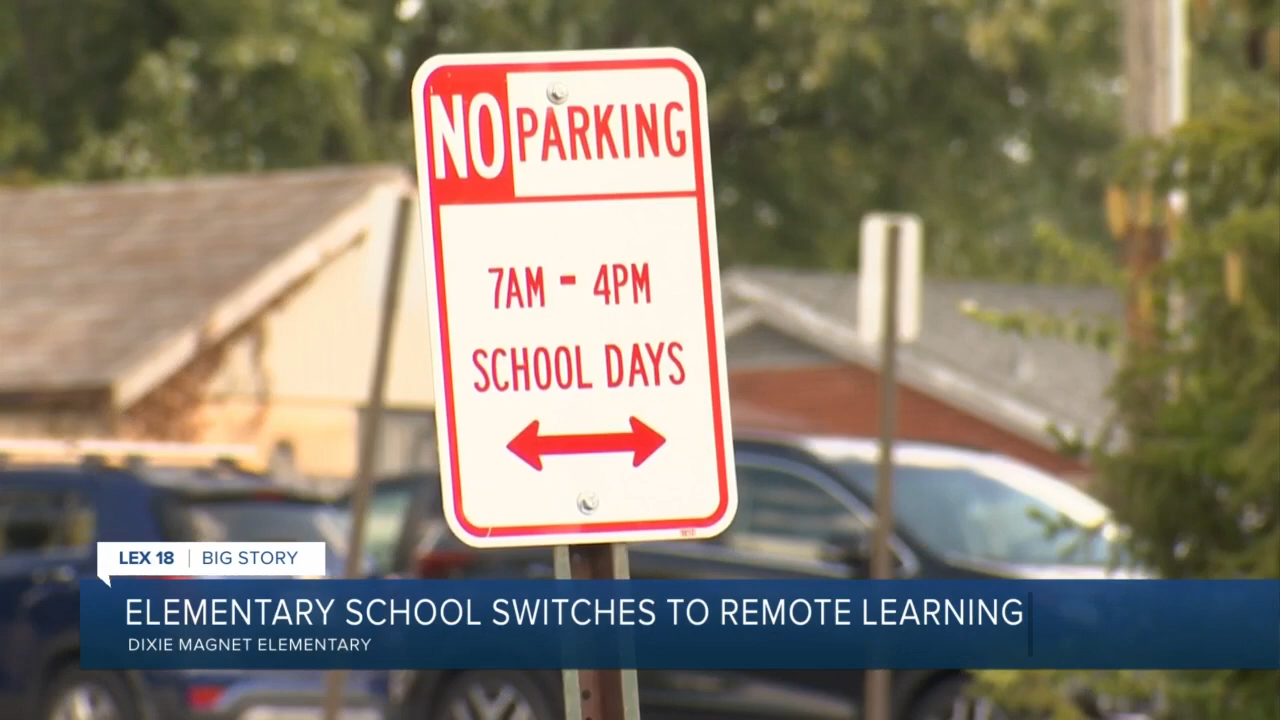 NO PARKING
7AM - 4PM
SCHOOL DAYS
LEX 18 | BIG STORY
ELEMENTARY SCHOOL SWITCHES TO REMOTE LEARNING
DIXIE MAGNET ELEMENTARY